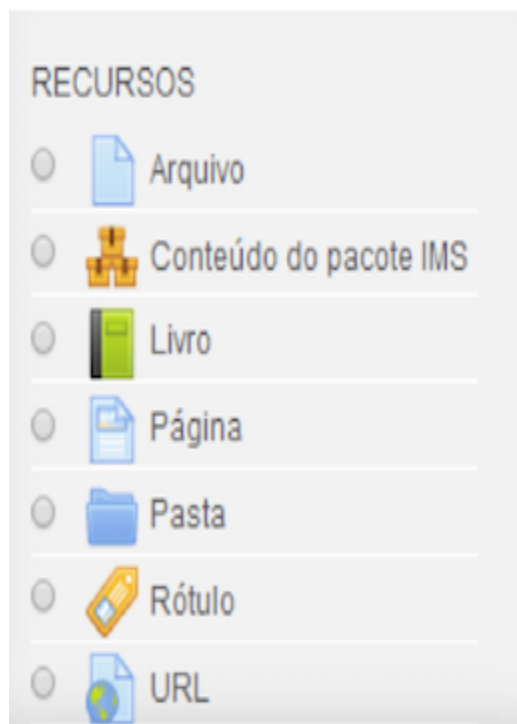 RECURSOS
Arquivo
Conteúdo do pacote IMS
Livro
Página
Pasta
Rótulo
URL